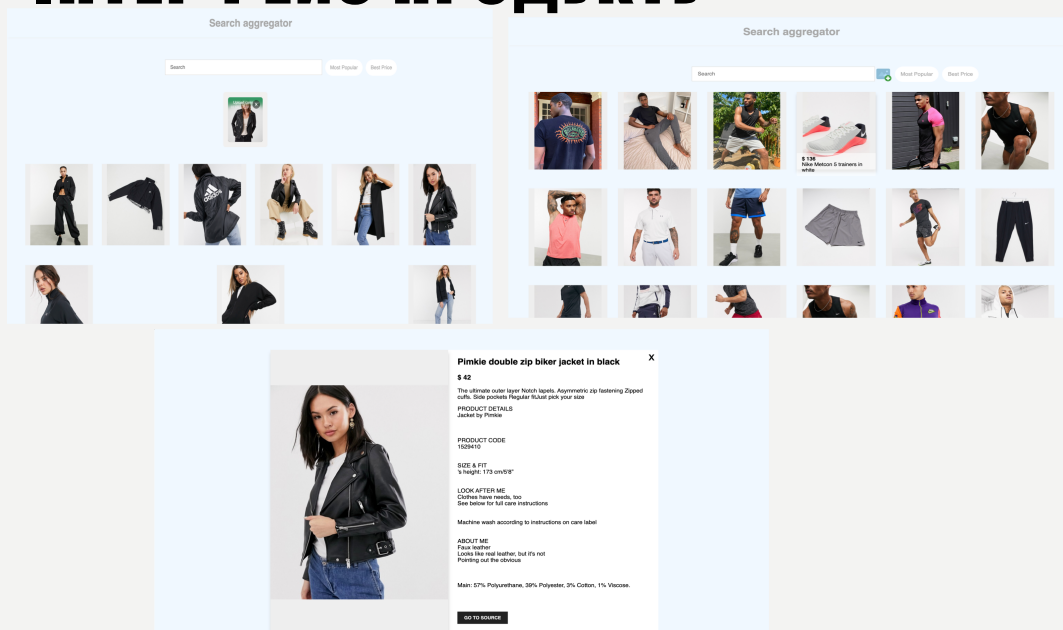 Search aggregator
Search
Most Popular
Best Price
adidas
Search aggregator
Search
Most Popular
Best Price
$ 136
Nike Metcon 5 trainers in
white
Pimkie double zip biker jacket in black
X
$ 42
The ultimate outer layer Notch lapels. Asymmetric zip fastening Zipped
cuffs. Side pockets Regular fitJust pick your size
PRODUCT DETAILS
Jacket by Pimkie
PRODUCT CODE
1529410
SIZE & FIT
's height: 173 cm/5'8"
LOOK AFTER ME
Clothes have needs, too
See below for full care instructions
Machine wash according to instructions on care label
ABOUT ME
Faux leather
Looks like real leather, but it's not
Pointing out the obvious
Main: 57% Polyurethane, 39% Polyester, 3% Cotton, 1% Viscose.
GO TO SOURCE